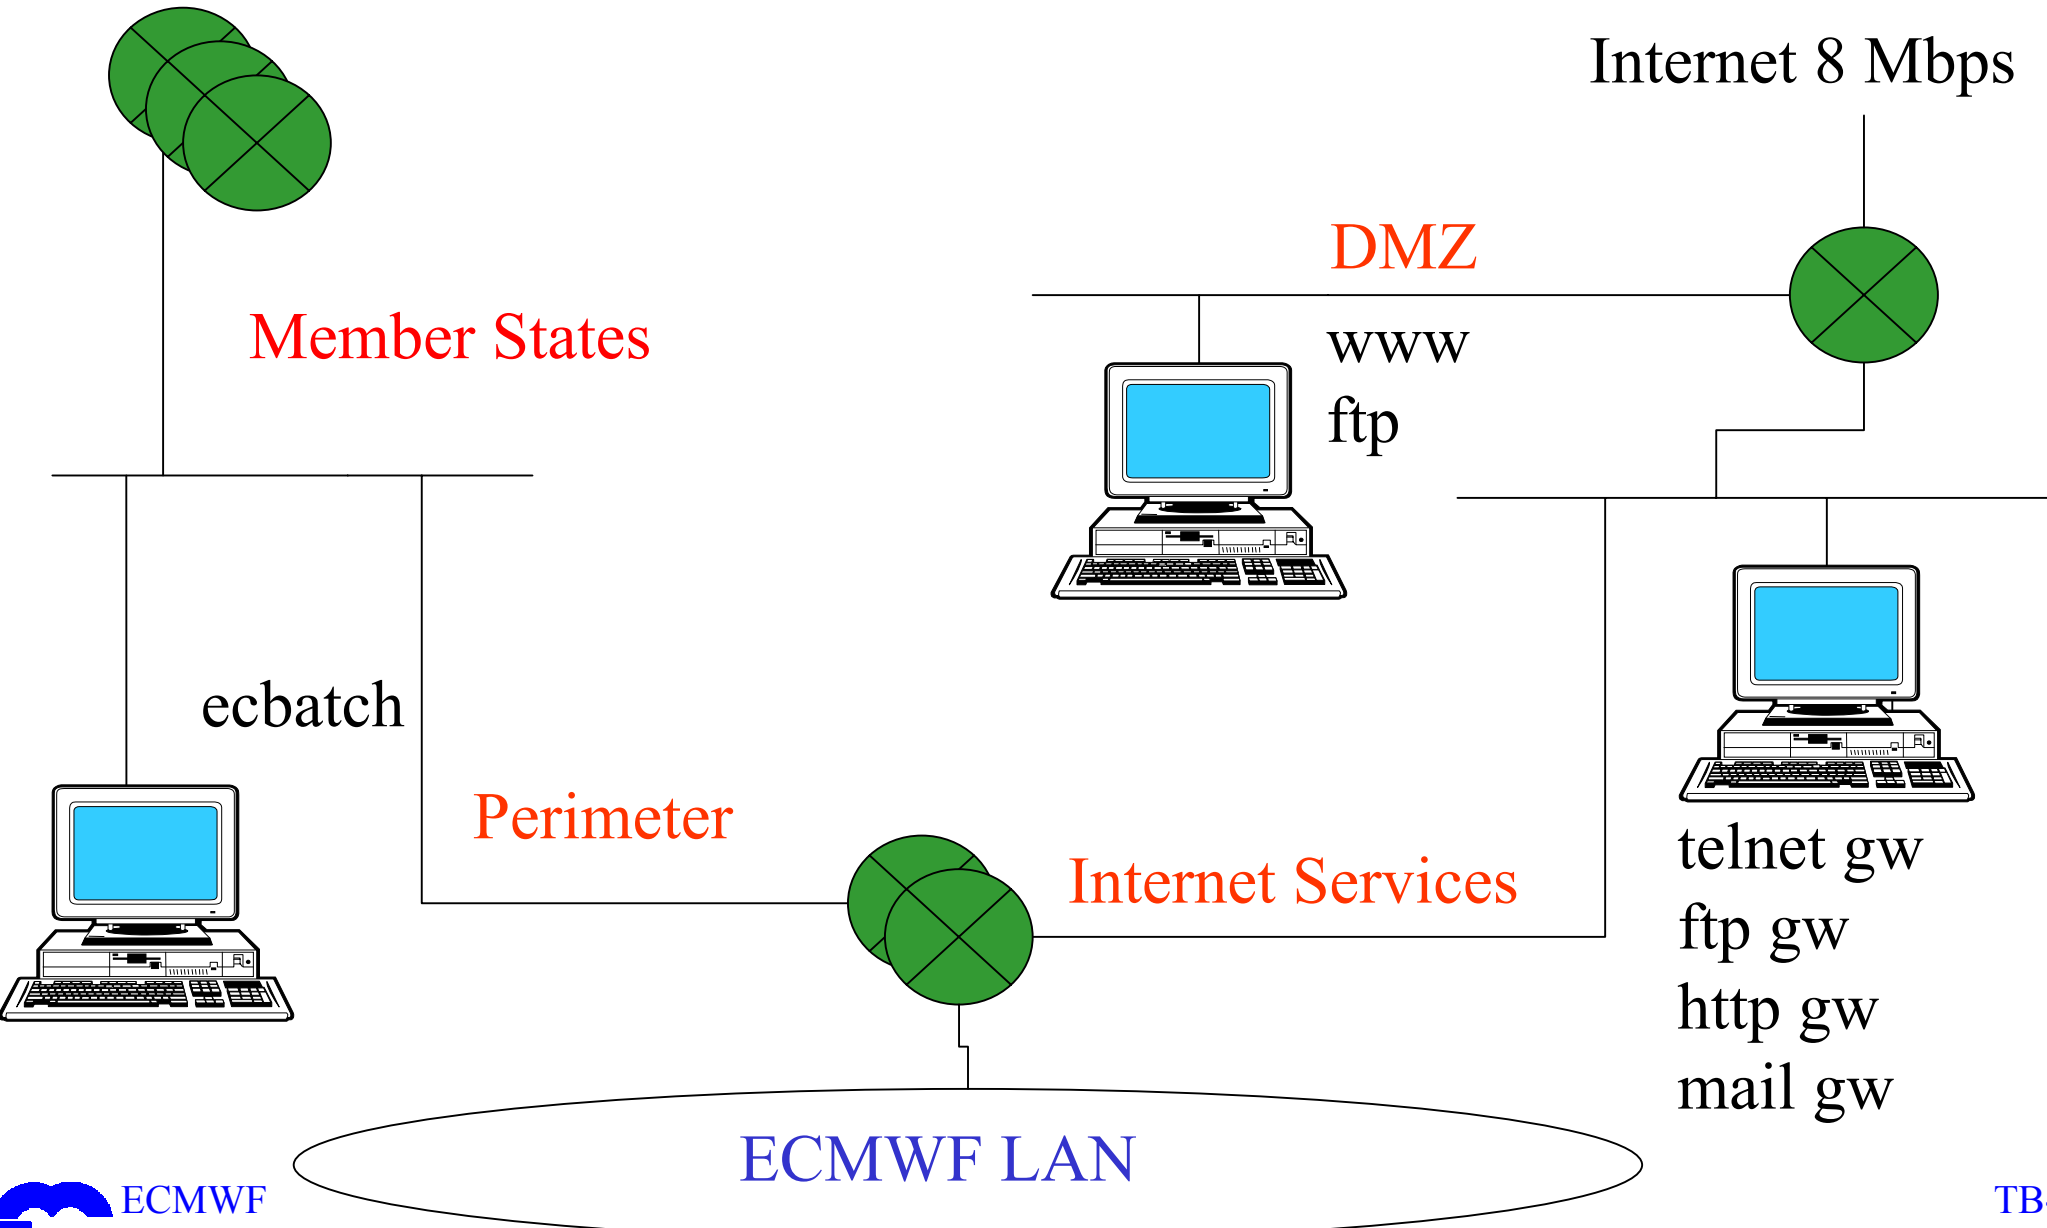 Internet 8 Mbps
DMZ
Member States
www
ftp
ecbatch
Perimeter
Internet Services
telnet gw
ftp gw
http gw
mail gw
ECMWF LAN
ECMWF
TB-